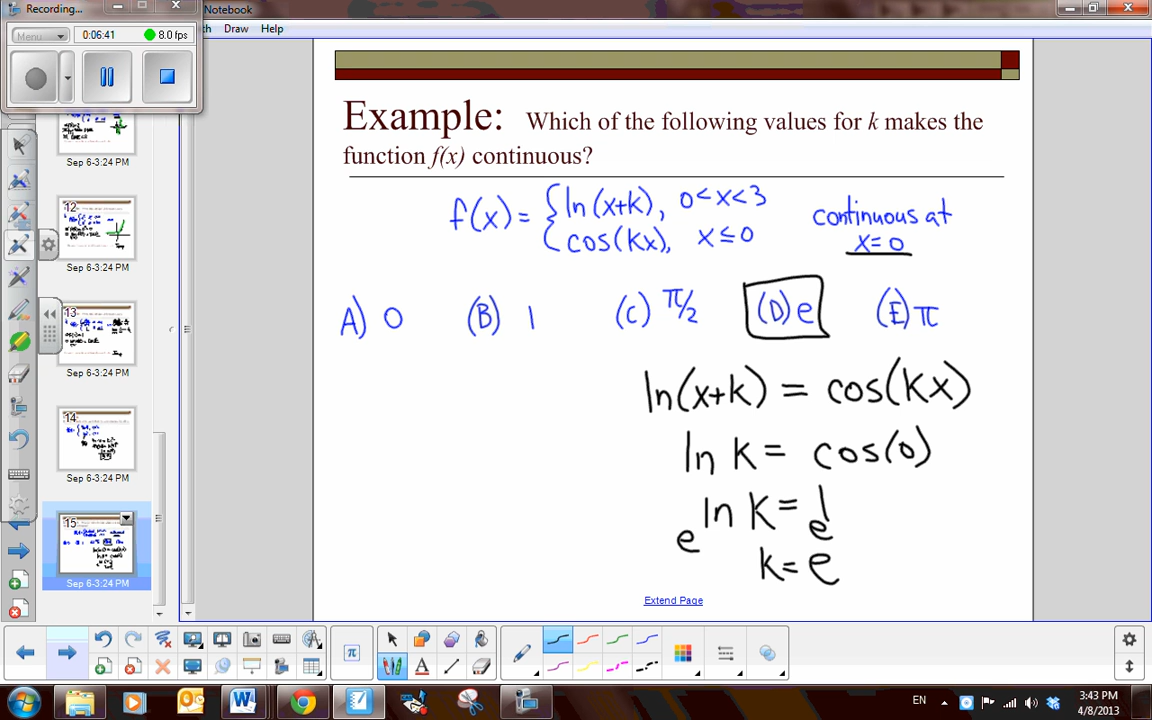 Recording...
Notebook
Menu
0:06:41
8.0 fps
Draw Help
Sep 6-3:24 PM
12
Sep 6-3:24 PM
13
Sep 6-3:24 PM
14
Sep 6-3:24 PM
15
Sep 6-3:24 PM
Example: Which of the following values for k makes the
function f(x) continuous?
f(x) = { ln(x+k), 0<x<3
cos(kx), x≤0
continuous at
x=0
A) 0 (B) 1 (C) π/2 (D) e (E) π
ln(x+k) = cos(kx)
ln k = cos(0)
e ln k = 1 e
k = e
Extend Page
EN
3:43 PM
4/8/2013